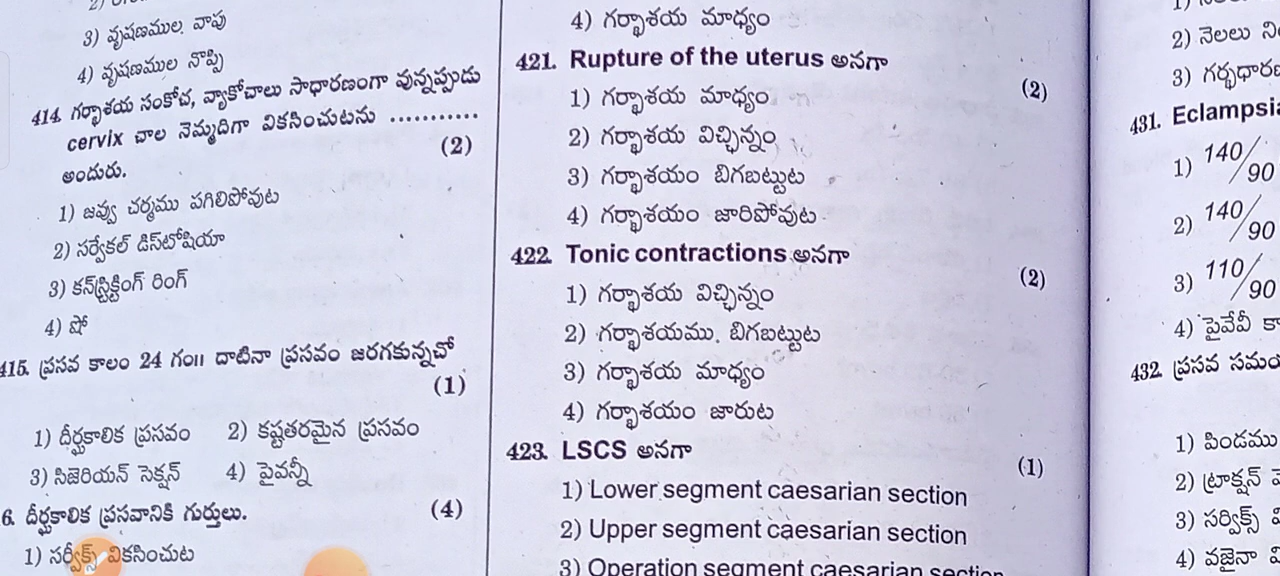 3) వృషణముల వాపు
4) వృషణముల నొప్పి
414. గర్భాశయ సంకోచ, వ్యాకోచాలు సాధారణంగా వున్నప్పుడు
cervix చాల నెమ్మదిగా వికసించుటను ...........
అందురు. (2)
1) జవ్వు చర్మము పగిలిపోవుట
2) సర్వేకల్ డిస్‌టోషియా
3) కన్‌స్ట్రిక్టింగ్ రింగ్
4) షో
415. ప్రసవ కాలం 24 గం॥ దాటినా ప్రసవం జరగకున్నచో
(1)
1) దీర్ఘకాలిక ప్రసవం 2) కష్టతరమైన ప్రసవం
3) సిజెరియన్ సెక్షన్ 4) పైవన్నీ
6. దీర్ఘకాలిక ప్రసవానికి గుర్తులు. (4)
1) సర్వీక్స్ వికసించుట
4) గర్భాశయ మాధ్యం
421. Rupture of the uterus అనగా
(2)
1) గర్భాశయ మాధ్యం
2) గర్భాశయ విచ్ఛిన్నం
3) గర్భాశయం బిగబట్టుట
4) గర్భాశయం జారిపోవుట
422. Tonic contractions అనగా
(2)
1) గర్భాశయ విచ్ఛిన్నం
2) గర్భాశయము బిగబట్టుట
3) గర్భాశయ మాధ్యం
4) గర్భాశయం జారుట
423. LSCS అనగా
(1)
1) Lower segment caesarian section
2) Upper segment caesarian section
3) Operation segment caesarian section
2) నెలలు
3)
431. Eclampsia
1) 140/90
2) 140/90
3) 110/90
4) పైవేవీ
432. ప్రసవ
1) పిండము
2) ట్రాక్షన్
3) సర్విక్స్
4) వజైనా